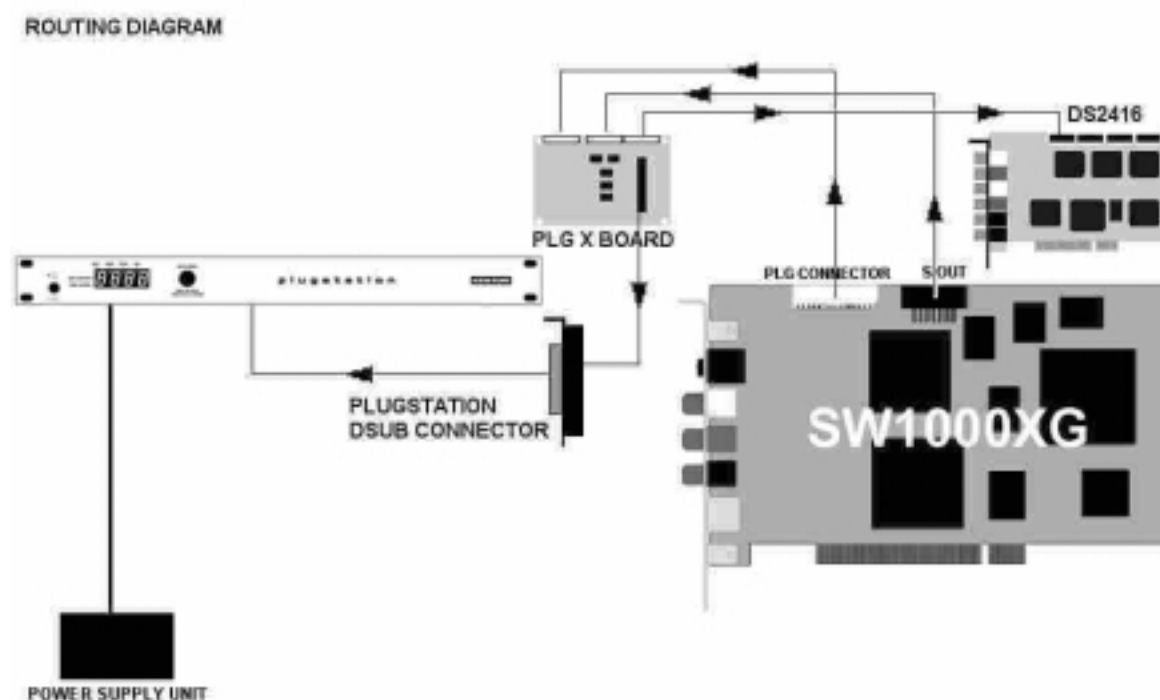 ROUTING DIAGRAM
DS2416
PLG X BOARD
PLG CONNECTOR
S-OUT
plugstation
PLUGSTATION
DSUB CONNECTOR
SW1000XG
POWER SUPPLY UNIT